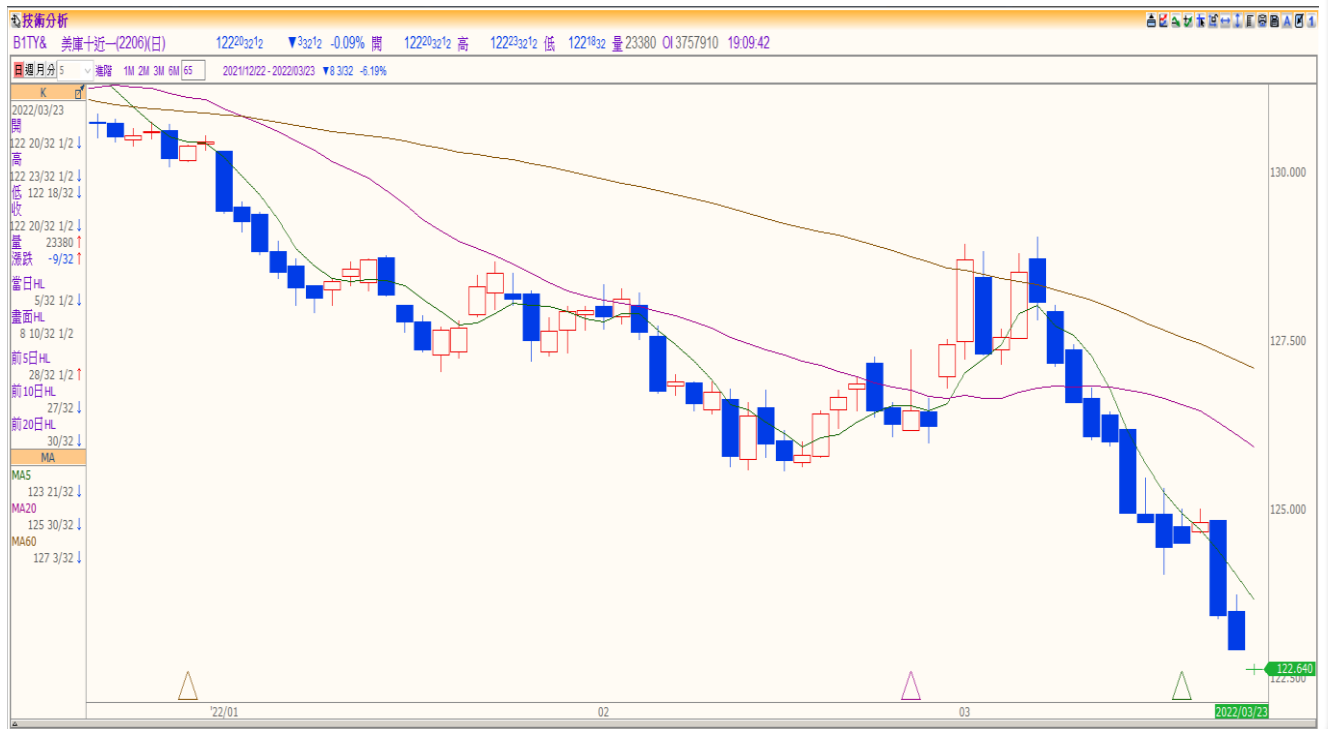 技術分析
B1TY& 美庫十近一(2206)(日) 122 20/32 1/2 ▼3/32 1/2 -0.09% 開 122 20/32 1/2 高 122 23/32 1/2 低 122 18/32 量 23380 OI 3757910 19:09:42
日 週 月 分 5 進階 1M 2M 3M 6M 65 2021/12/22 - 2022/03/23 ▼8 3/32 -6.19%
K
2022/03/23
開
122 20/32 1/2↓
高
122 23/32 1/2↓
低 122 18/32↓
收
122 20/32 1/2↓
量 23380↑
漲跌 -9/32↑
當日HL
5/32 1/2↓
畫面HL
8 10/32 1/2
前5日HL
28/32 1/2↑
前10日HL
27/32↓
前20日HL
30/32↓
MA
MA5
123 21/32↓
MA20
125 30/32↓
MA60
127 3/32↓
130.000
127.500
125.000
122.640
122.500
'22/01 02 03 2022/03/23